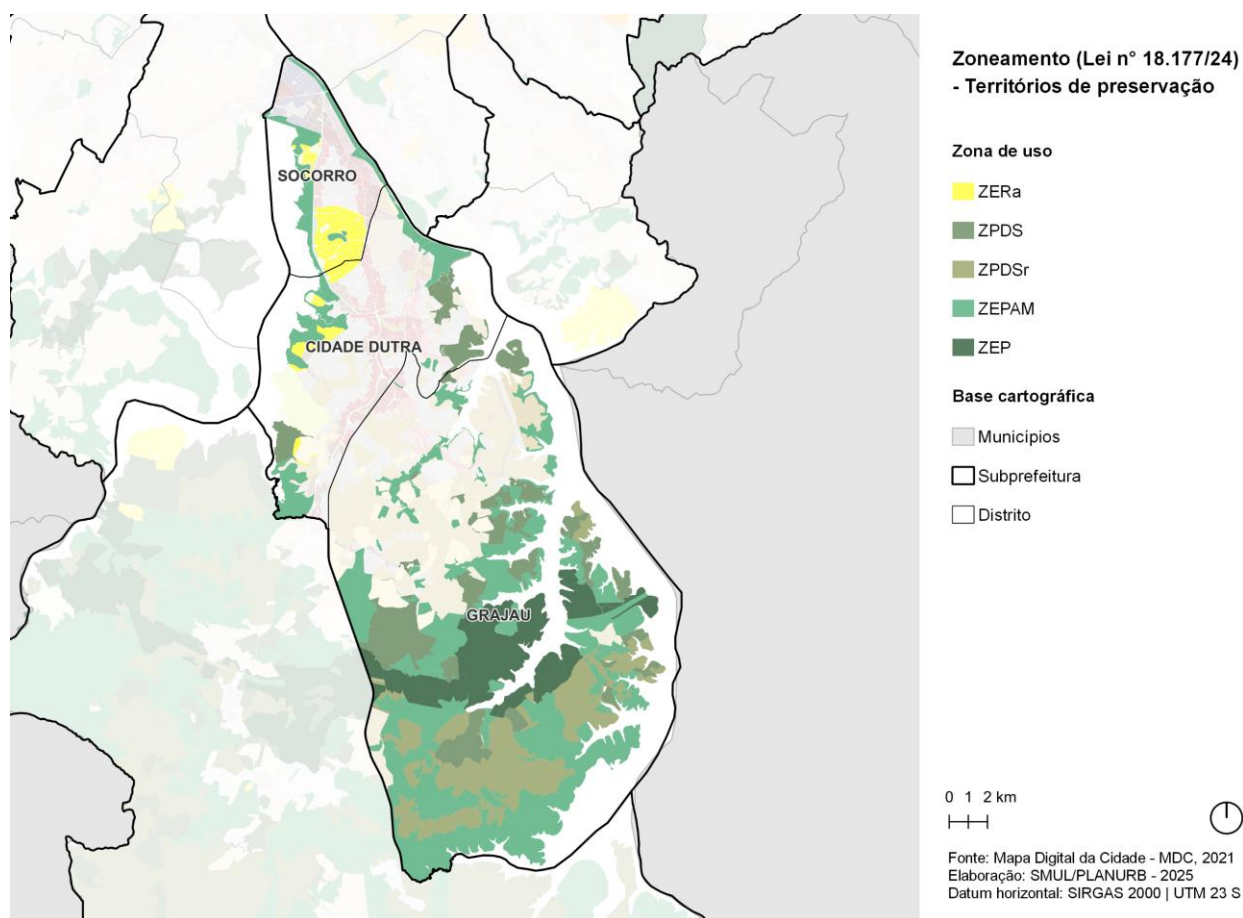 Zoneamento (Lei n° 18.177/24)
- Territórios de preservação
Zona de uso
ZERa
ZPDS
ZPDSr
ZEPAM
ZEP
Base cartográfica
Municípios
Subprefeitura
Distrito
SOCORRO
CIDADE DUTRA
GRAJAU
0 1 2 km
Fonte: Mapa Digital da Cidade - MDC, 2021
Elaboração: SMUL/PLANURB - 2025
Datum horizontal: SIRGAS 2000 | UTM 23 S